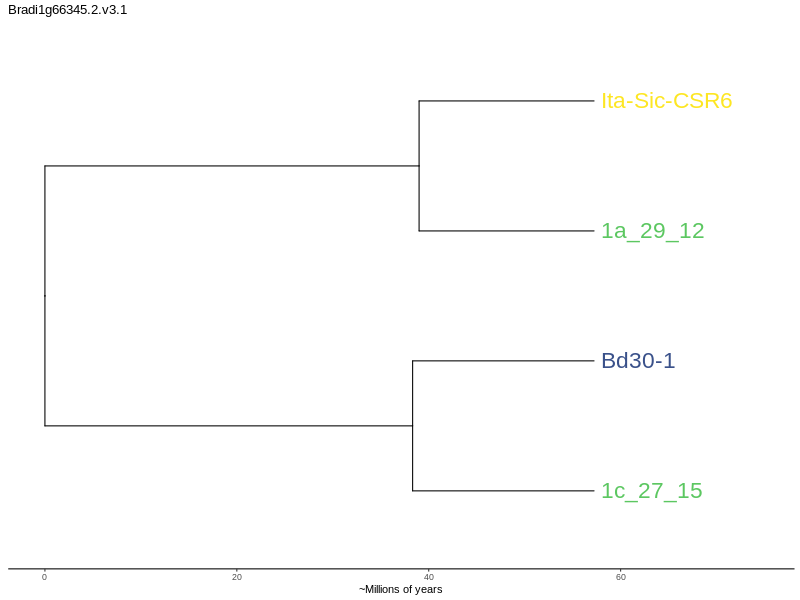 Bradi1g66345.2.v3.1
Ita-Sic-CSR6
1a_29_12
Bd30-1
1c_27_15
0 20 40 60
~Millions of years